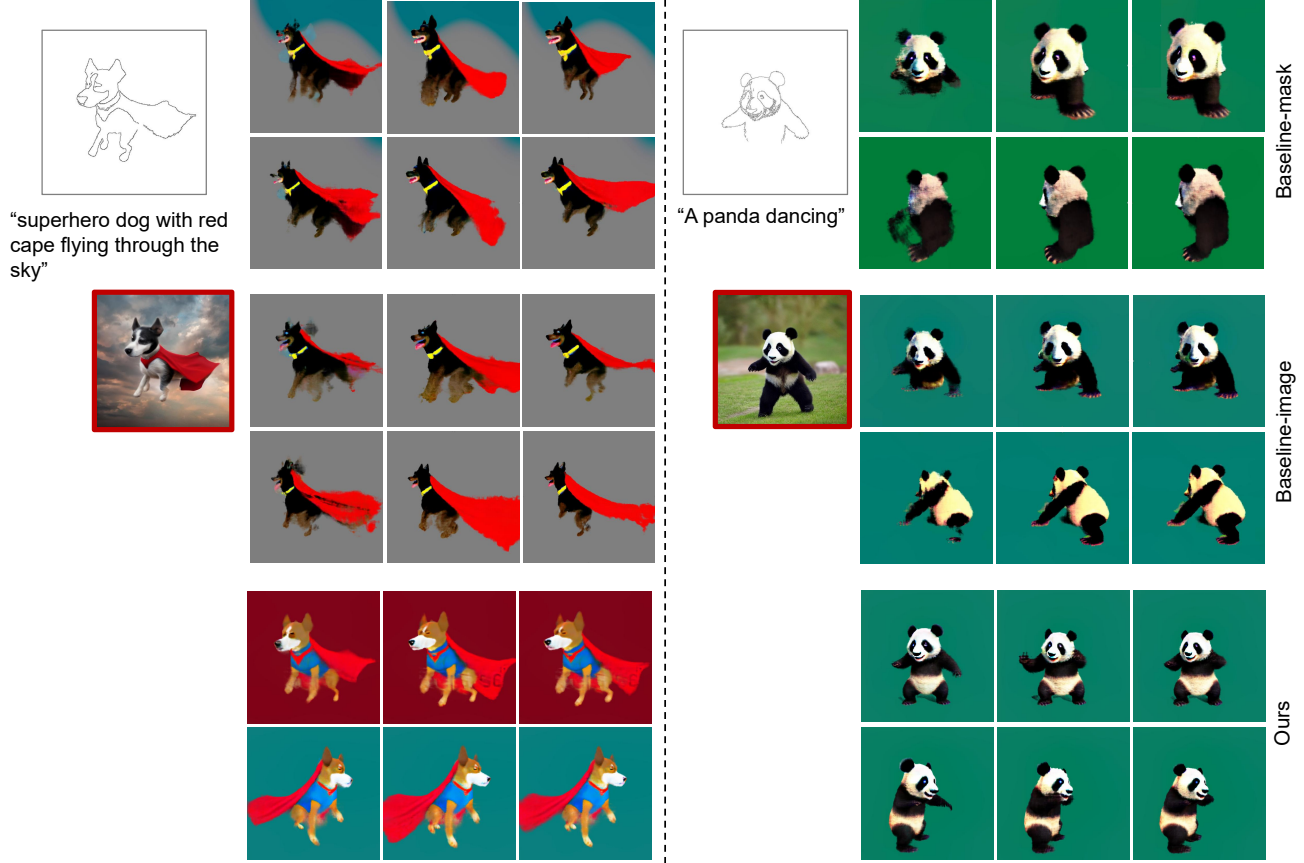 “superhero dog with red
cape flying through the
sky”
“A panda dancing”
Baseline-mask
Baseline-image
Ours